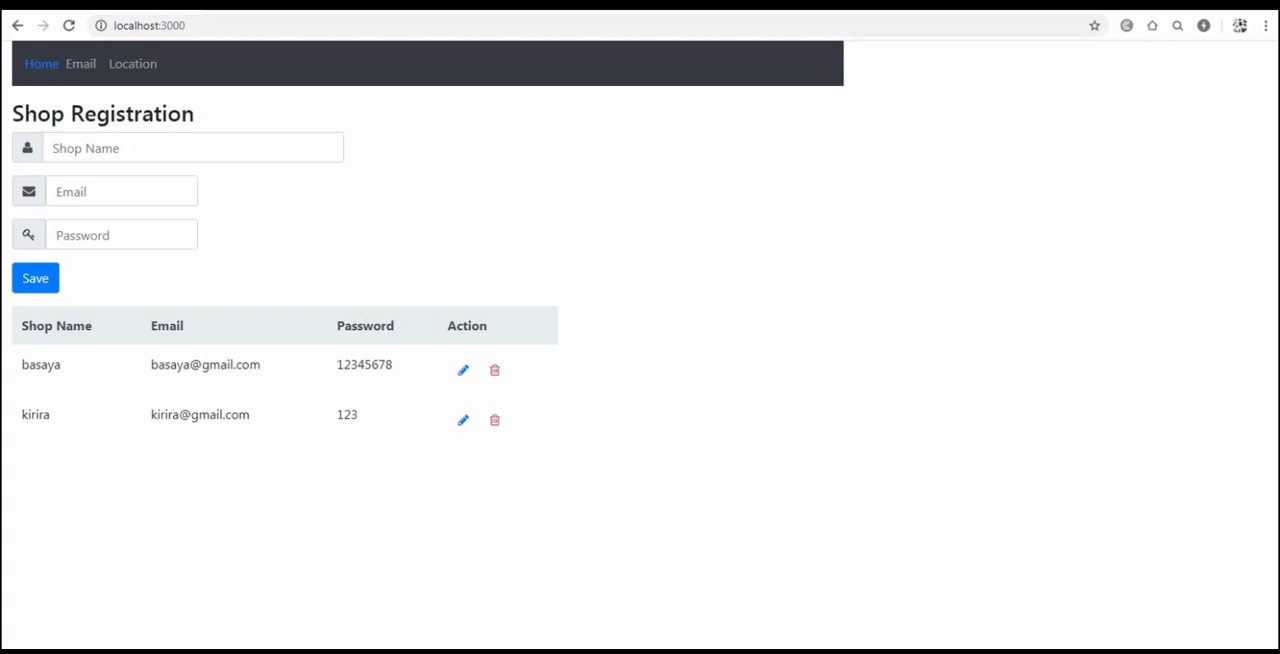 localhost:3000
Home Email Location
Shop Registration
Shop Name
Email
Password
Save
Shop Name Email Password Action
basaya basaya@gmail.com 12345678
kirira kirira@gmail.com 123